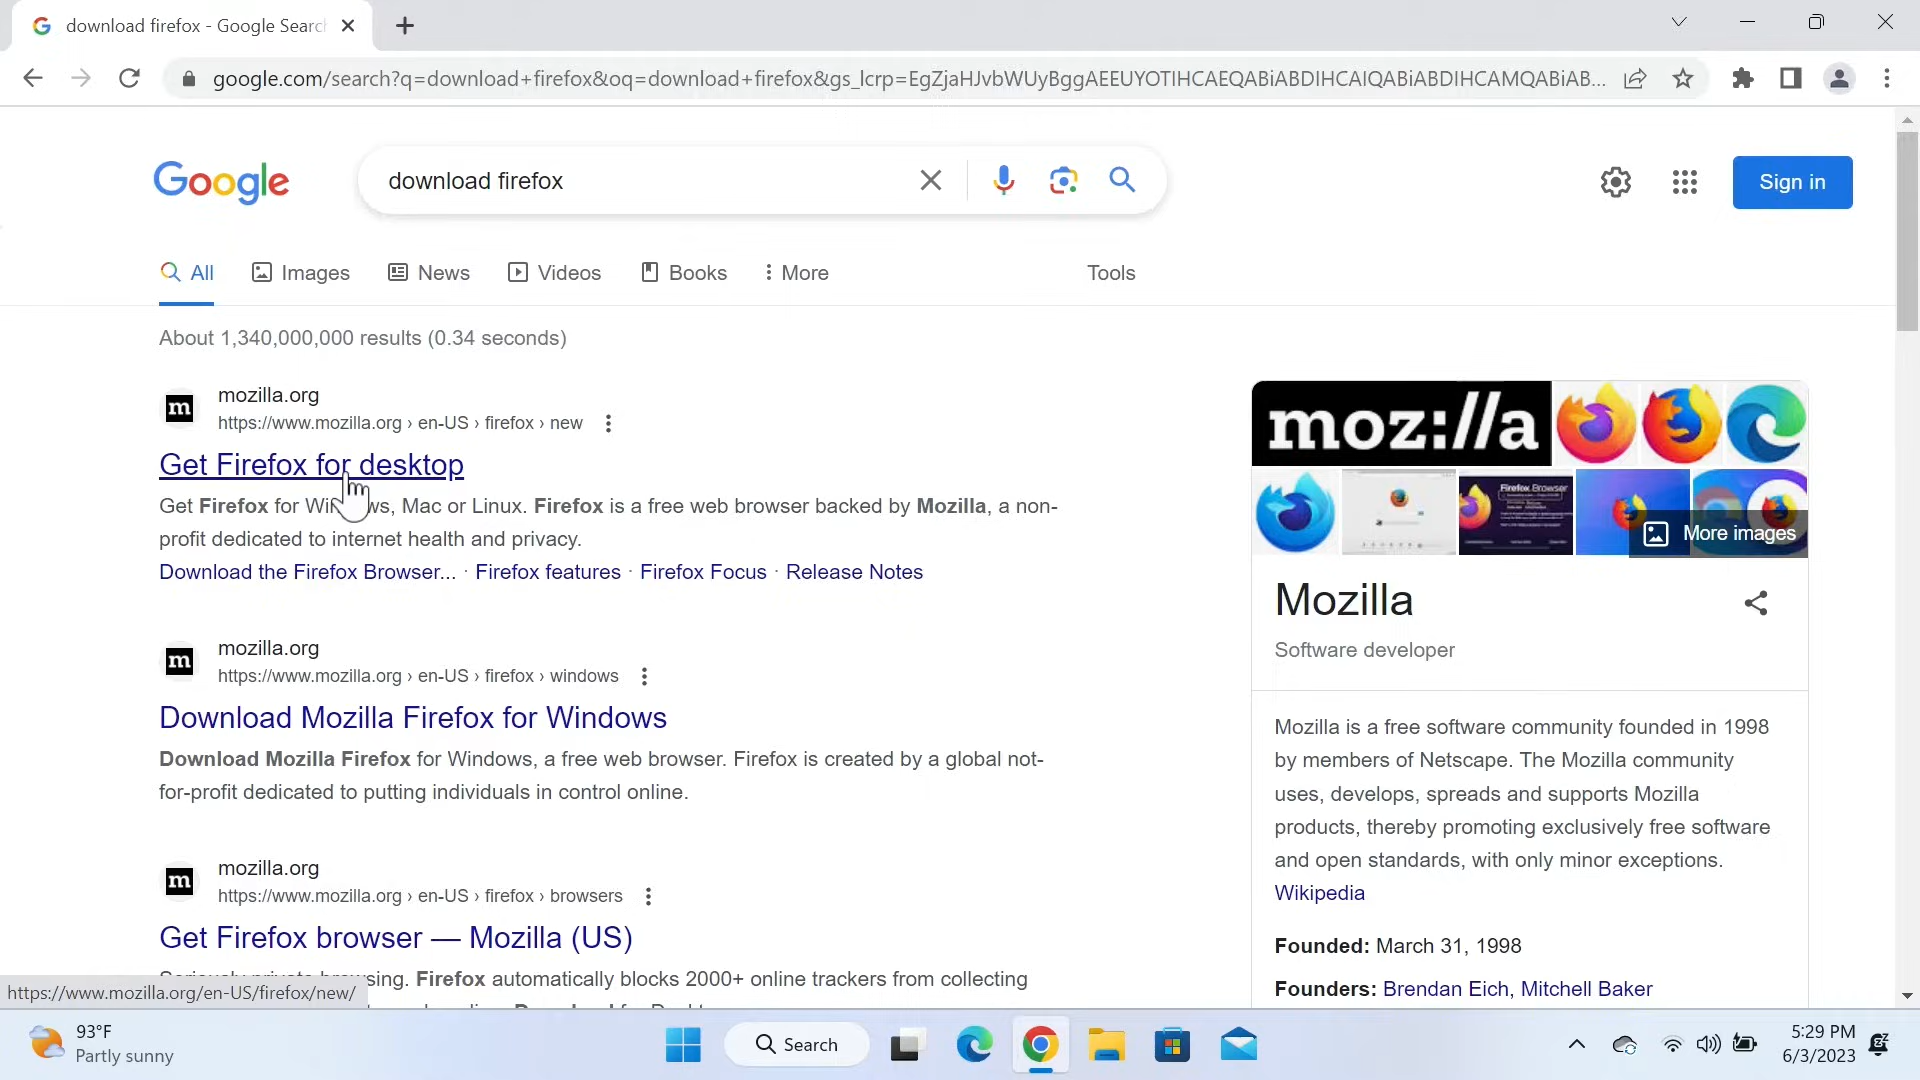 download firefox - Google Search
google.com/search?q=download+firefox&oq=download+firefox&gs_lcrp=EgZjaHJvbWUyBggAEEUYOTIHCAEQABiABDIHCAIQABiABDIHCAMQABiAB...
Google
download firefox
Sign in
All Images News Videos Books More Tools
About 1,340,000,000 results (0.34 seconds)
mozilla.org
https://www.mozilla.org › en-US › firefox › new
Get Firefox for desktop
Get Firefox for Windows, Mac or Linux. Firefox is a free web browser backed by Mozilla, a non-
profit dedicated to internet health and privacy.
Download the Firefox Browser... · Firefox features · Firefox Focus · Release Notes
mozilla.org
https://www.mozilla.org › en-US › firefox › windows
Download Mozilla Firefox for Windows
Download Mozilla Firefox for Windows, a free web browser. Firefox is created by a global not-
for-profit dedicated to putting individuals in control online.
mozilla.org
https://www.mozilla.org › en-US › firefox › browsers
Get Firefox browser — Mozilla (US)
sing. Firefox automatically blocks 2000+ online trackers from collecting
https://www.mozilla.org/en-US/firefox/new/
moz://a
Firefox Browser
More images
Mozilla
Software developer
Mozilla is a free software community founded in 1998
by members of Netscape. The Mozilla community
uses, develops, spreads and supports Mozilla
products, thereby promoting exclusively free software
and open standards, with only minor exceptions.
Wikipedia
Founded: March 31, 1998
Founders: Brendan Eich, Mitchell Baker
93°F
Partly sunny
Search
5:29 PM
6/3/2023